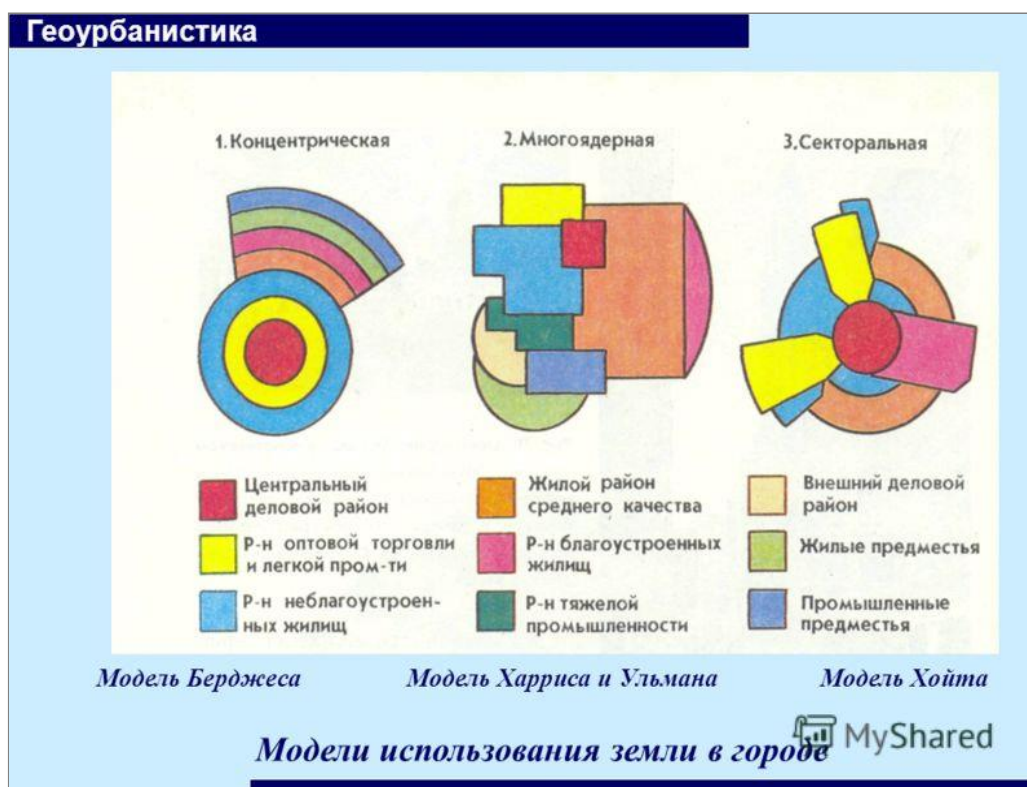 Геоурбанистика
1.Концентрическая
2.Многоядерная
3.Секторальная
Центральный
деловой район
Р-н оптовой торговли
и легкой пром-ти
Р-н неблагоустроен-
ных жилищ
Жилой район
среднего качества
Р-н благоустроенных
жилищ
Р-н тяжелой
промышленности
Внешний деловой
район
Жилые предместья
Промышленные
предместья
Модель Берджеса
Модель Харриса и Ульмана
Модель Хойта
Модели использования земли в городе
MyShared